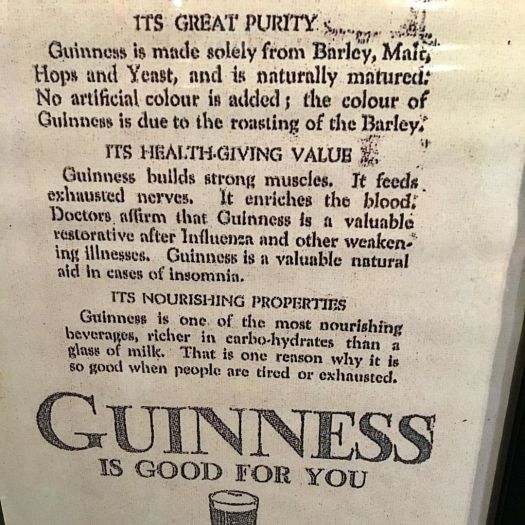 ITS GREAT PURITY
Guinness is made solely from Barley, Malt,
Hops and Yeast, and is naturally matured.
No artificial colour is added; the colour of
Guinness is due to the roasting of the Barley.
ITS HEALTH-GIVING VALUE
Guinness builds strong muscles. It feeds
exhausted nerves. It enriches the blood.
Doctors affirm that Guinness is a valuable
restorative after Influenza and other weaken-
ing illnesses. Guinness is a valuable natural
aid in cases of insomnia.
ITS NOURISHING PROPERTIES
Guinness is one of the most nourishing
beverages, richer in carbo-hydrates than a
glass of milk. That is one reason why it is
so good when people are tired or exhausted.
GUINNESS
IS GOOD FOR YOU